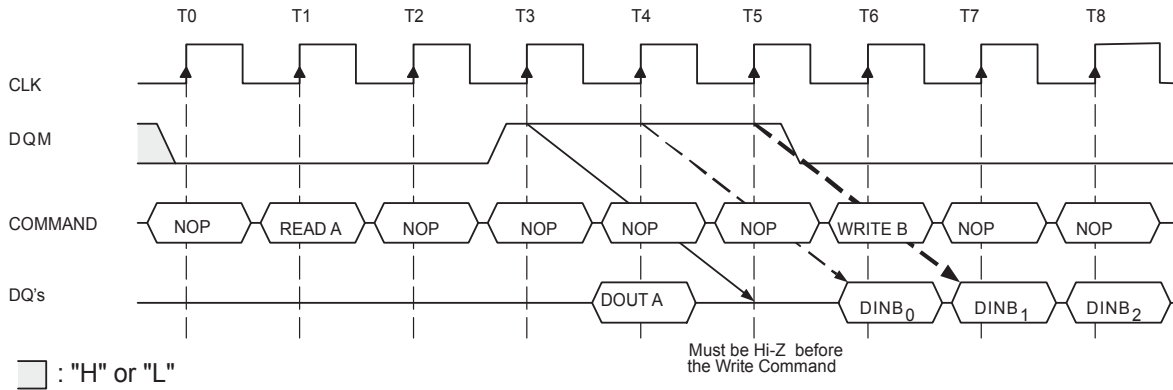 T0 T1 T2 T3 T4 T5 T6 T7 T8
CLK
DQM
COMMAND NOP READ A NOP NOP NOP NOP WRITE B NOP NOP
DQ's DOUT A DINB0 DINB1 DINB2
Must be Hi-Z before
the Write Command
: "H" or "L"